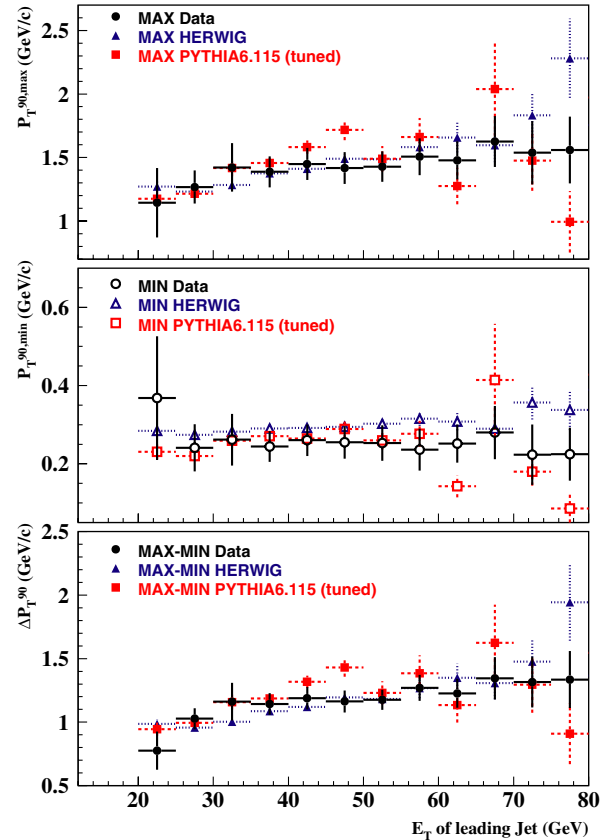 P_T^90,max (GeV/c)
2.5
2
1.5
1
MAX Data
MAX HERWIG
MAX PYTHIA6.115 (tuned)
P_T^90,min (GeV/c)
0.6
0.4
0.2
MIN Data
MIN HERWIG
MIN PYTHIA6.115 (tuned)
ΔP_T^90 (GeV/c)
2.5
2
1.5
1
0.5
MAX-MIN Data
MAX-MIN HERWIG
MAX-MIN PYTHIA6.115 (tuned)
20 30 40 50 60 70 80
E_T of leading Jet (GeV)